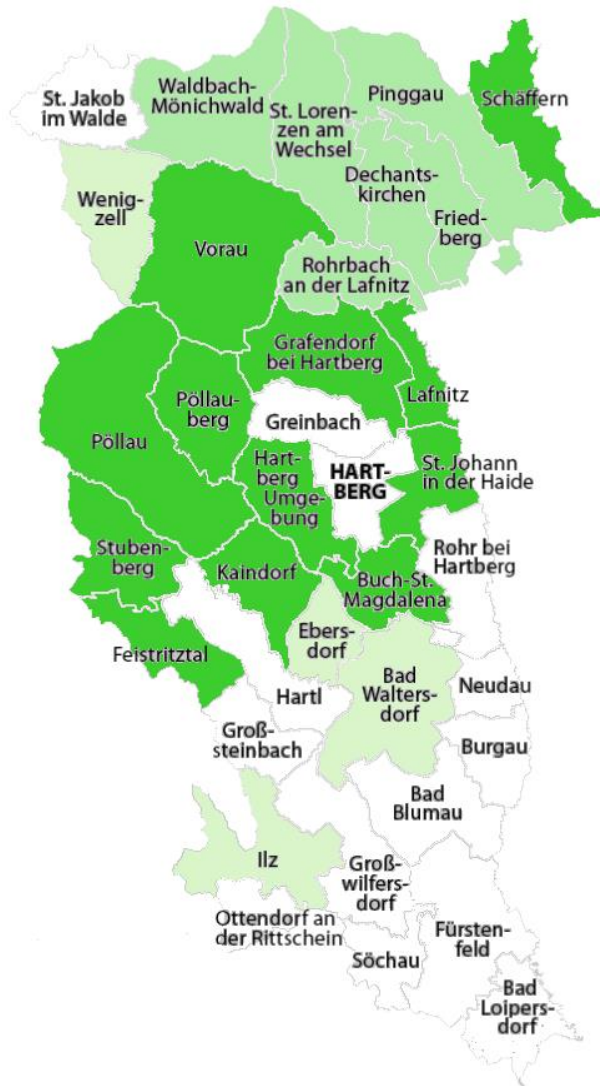 St. Jakob
im Walde
Waldbach-
Mönichwald
St. Loren-
zen am
Wechsel
Pinggau
Schäffern
Wenig-
zell
Dechants-
kirchen
Fried-
berg
Vorau
Rohrbach
an der Lafnitz
Grafendorf
bei Hartberg
Lafnitz
Pöllau-
berg
Greinbach
Pöllau
Hart-
berg
Umge-
bung
HART-
BERG
St. Johann
in der Haide
Stuben-
berg
Kaindorf
Buch-St.
Magdalena
Rohr bei
Hartberg
Feistritztal
Ebers-
dorf
Hartl
Bad
Walters-
dorf
Neudau
Groß-
steinbach
Burgau
Bad
Blumau
Ilz
Groß-
wilfers-
dorf
Ottendorf an
der Rittschein
Söchau
Fürsten-
feld
Bad
Loipers-
dorf